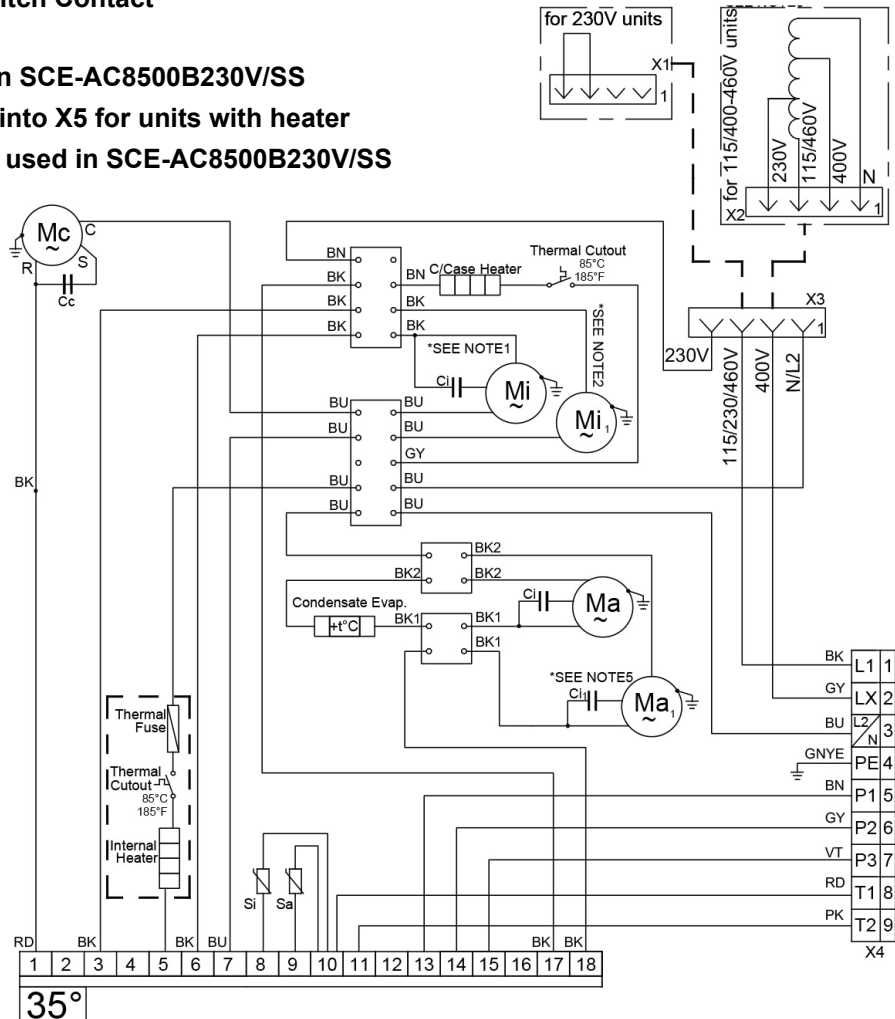 for 230V units
X1
1
n SCE-AC8500B230V/SS
into X5 for units with heater
used in SCE-AC8500B230V/SS
for 115/400-460V units
230V
115/460V
400V
N
X2
1
Mc
~
C
R
S
Cc
BN
BK
BK
BK
BN
C/Case Heater
Thermal Cutout
85°C
185°F
BK
BK
*SEE NOTE1
*SEE NOTE2
Ci
Mi
~
Mi1
~
X3
1
230V
115/230/460V
400V
N/L2
BU
BU
BU
BU
BU
BU
GY
BU
BU
BK
BK2
BK2
BK2
Condensate Evap.
+t°C
BK1
BK1
BK1
Ci
Ma
~
*SEE NOTE5
Ci1
Ma1
~
BK L1 1
GY LX 2
BU L2/N 3
GNYE PE 4
BN P1 5
GY P2 6
VT P3 7
RD T1 8
PK T2 9
X4
Thermal
Fuse
Thermal
Cutout
85°C
185°F
Internal
Heater
Si
Sa
RD
BK
BK
BU
BK
BK
1 2 3 4 5 6 7 8 9 10 11 12 13 14 15 16 17 18
35°